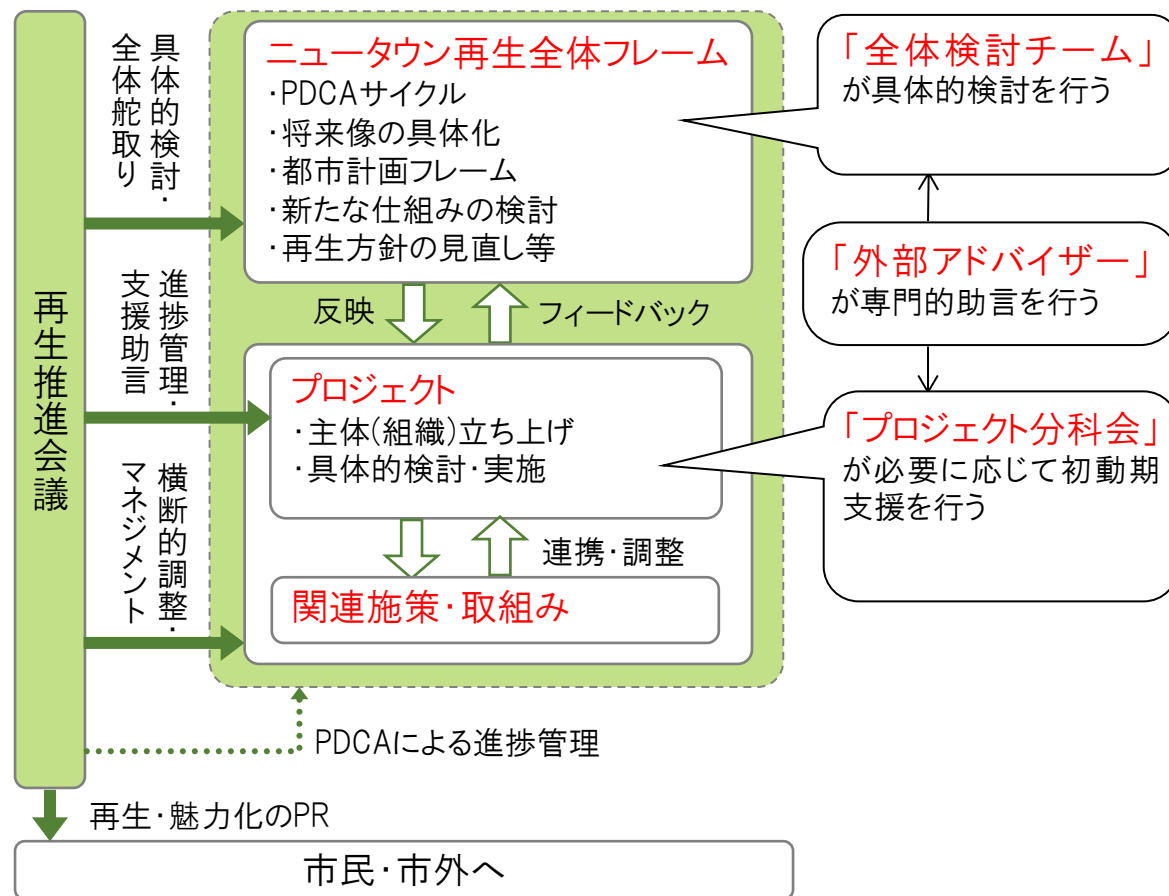 再生推進会議
具体的検討・
全体舵取り
進捗管理・
支援助言
横断的調整・
マネジメント
ニュータウン再生全体フレーム
・PDCAサイクル
・将来像の具体化
・都市計画フレーム
・新たな仕組みの検討
・再生方針の見直し等
反映
フィードバック
プロジェクト
・主体(組織)立ち上げ
・具体的検討・実施
連携・調整
関連施策・取組み
PDCAによる進捗管理
再生・魅力化のPR
市民・市外へ
「全体検討チーム」
が具体的検討を行う
「外部アドバイザー」
が専門的助言を行う
「プロジェクト分科会」
が必要に応じて初動期
支援を行う